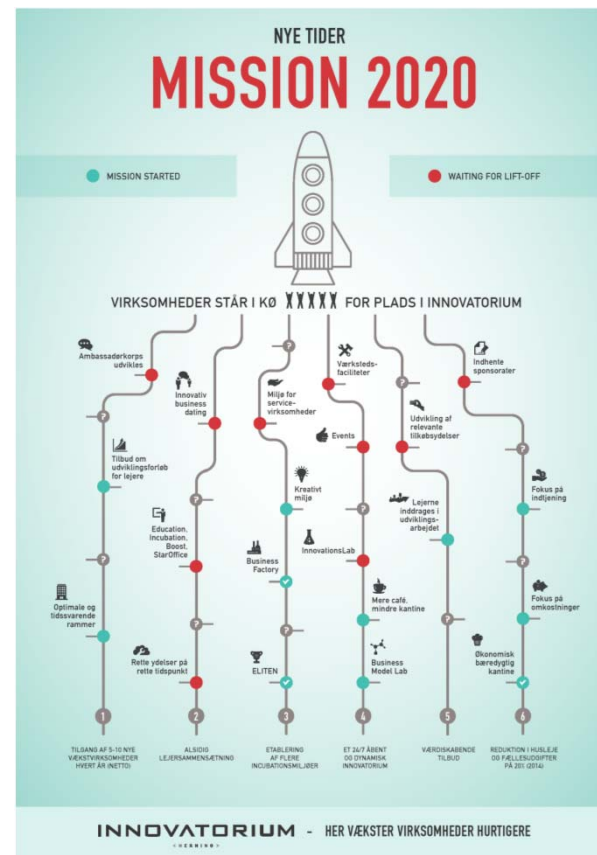 NYE TIDER
MISSION 2020
MISSION STARTED
WAITING FOR LIFT-OFF
VIRKSOMHEDER STÅR I KØ FOR PLADS I INNOVATORIUM
Ambassadørkorps
udvikles
?
Tilbud om
udviklingsforløb
for lejere
?
Optimale og
tidssvarende
rammer
1
TILGANG AF 5-10 NYE
VÆKSTVIRKSOMHEDER
HVERT ÅR (NETTO)
Innovativ
business
dating
?
Education,
Incubation,
Boost,
StarOffice
?
Rette ydelser på
rette tidspunkt
2
ALSIDIG
LEJERSAMMENSÆTNING
?
Miljø for
service-
virksomheder
Kreativt
miljø
Business
Factory
?
ELITEN
3
ETABLERING
AF FLERE
INCUBATIONSMILJØER
Værksteds-
faciliteter
Events
?
InnovationsLab
Mere café,
mindre kantine
Business
Model Lab
4
ET 24/7 ÅBENT
OG DYNAMISK
INNOVATORIUM
?
Udvikling af
relevante
tilkøbsydelser
?
Lejerne
inddrages i
udviklings-
arbejdet
?
5
VÆRDISKABENDE
TILBUD
Indhente
sponsoraler
?
Fokus på
indtjening
?
Fokus på
omkostninger
Økonomisk
bæredygtig
kantine
6
REDUKTION I HUSLEJE
OG FÆLLESUDGIFTER
INNOVATORIUM - HER VÆKSTER VIRKSOMHEDER HURTIGERE
HERNING